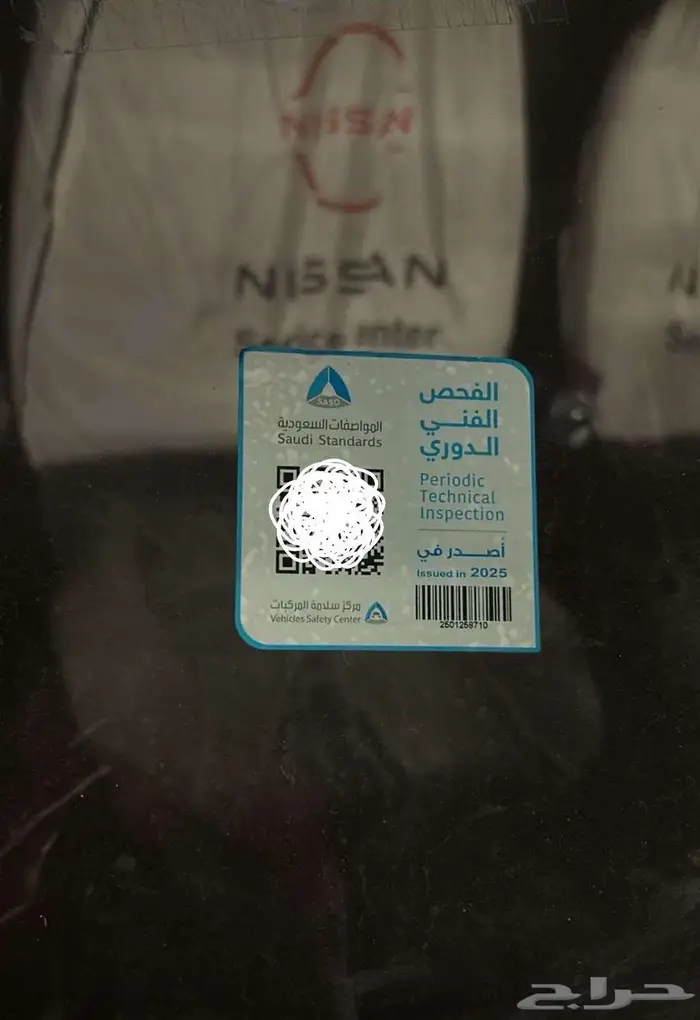 NISSAN
NISSAN
SASO
المواصفات السعودية
Saudi Standards
الفحص
الفني
الدوري
Periodic
Technical
Inspection
أصدر في
Issued in 2025
2501258710
مركز سلامة المركبات
Vehicles Safety Center
حراج